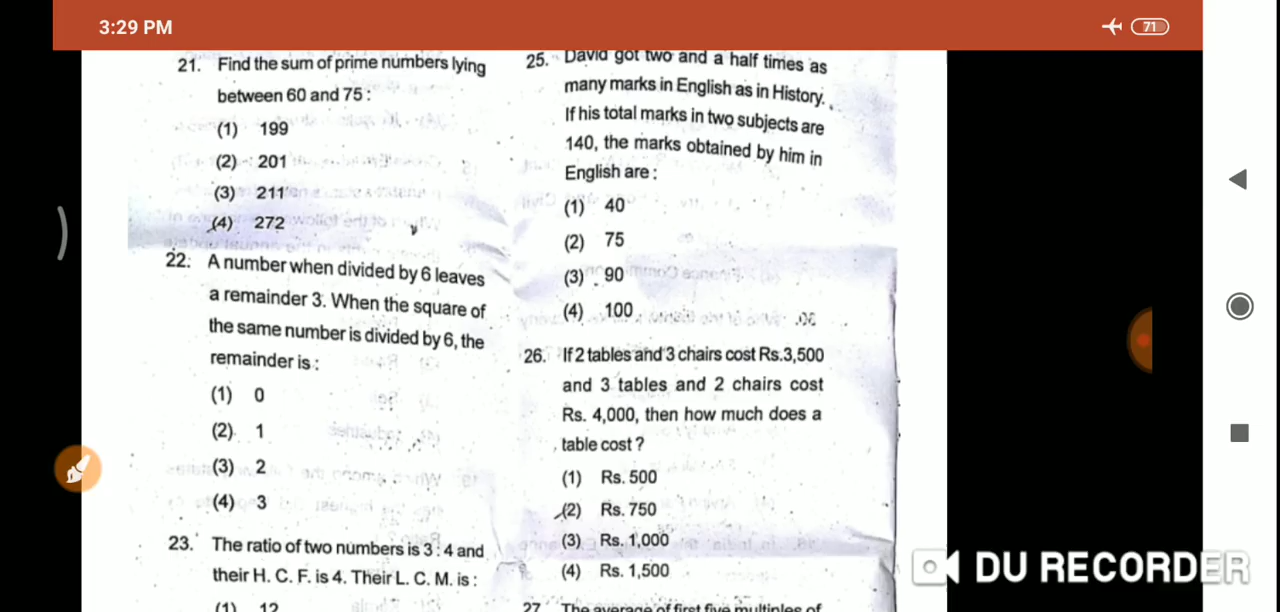 3:29 PM
71
21. Find the sum of prime numbers lying
between 60 and 75 :
(1) 199
(2) 201
(3) 211
(4) 272
22. A number when divided by 6 leaves
a remainder 3. When the square of
the same number is divided by 6, the
remainder is :
(1) 0
(2) 1
(3) 2
(4) 3
23. The ratio of two numbers is 3 : 4 and
their H. C. F. is 4. Their L. C. M. is :
(1) 12
25. David got two and a half times as
many marks in English as in History.
If his total marks in two subjects are
140, the marks obtained by him in
English are :
(1) 40
(2) 75
(3) 90
(4) 100
26. If 2 tables and 3 chairs cost Rs.3,500
and 3 tables and 2 chairs cost
Rs. 4,000, then how much does a
table cost ?
(1) Rs. 500
(2) Rs. 750
(3) Rs. 1,000
(4) Rs. 1,500
27 The average of first five multiples of
DU RECORDER